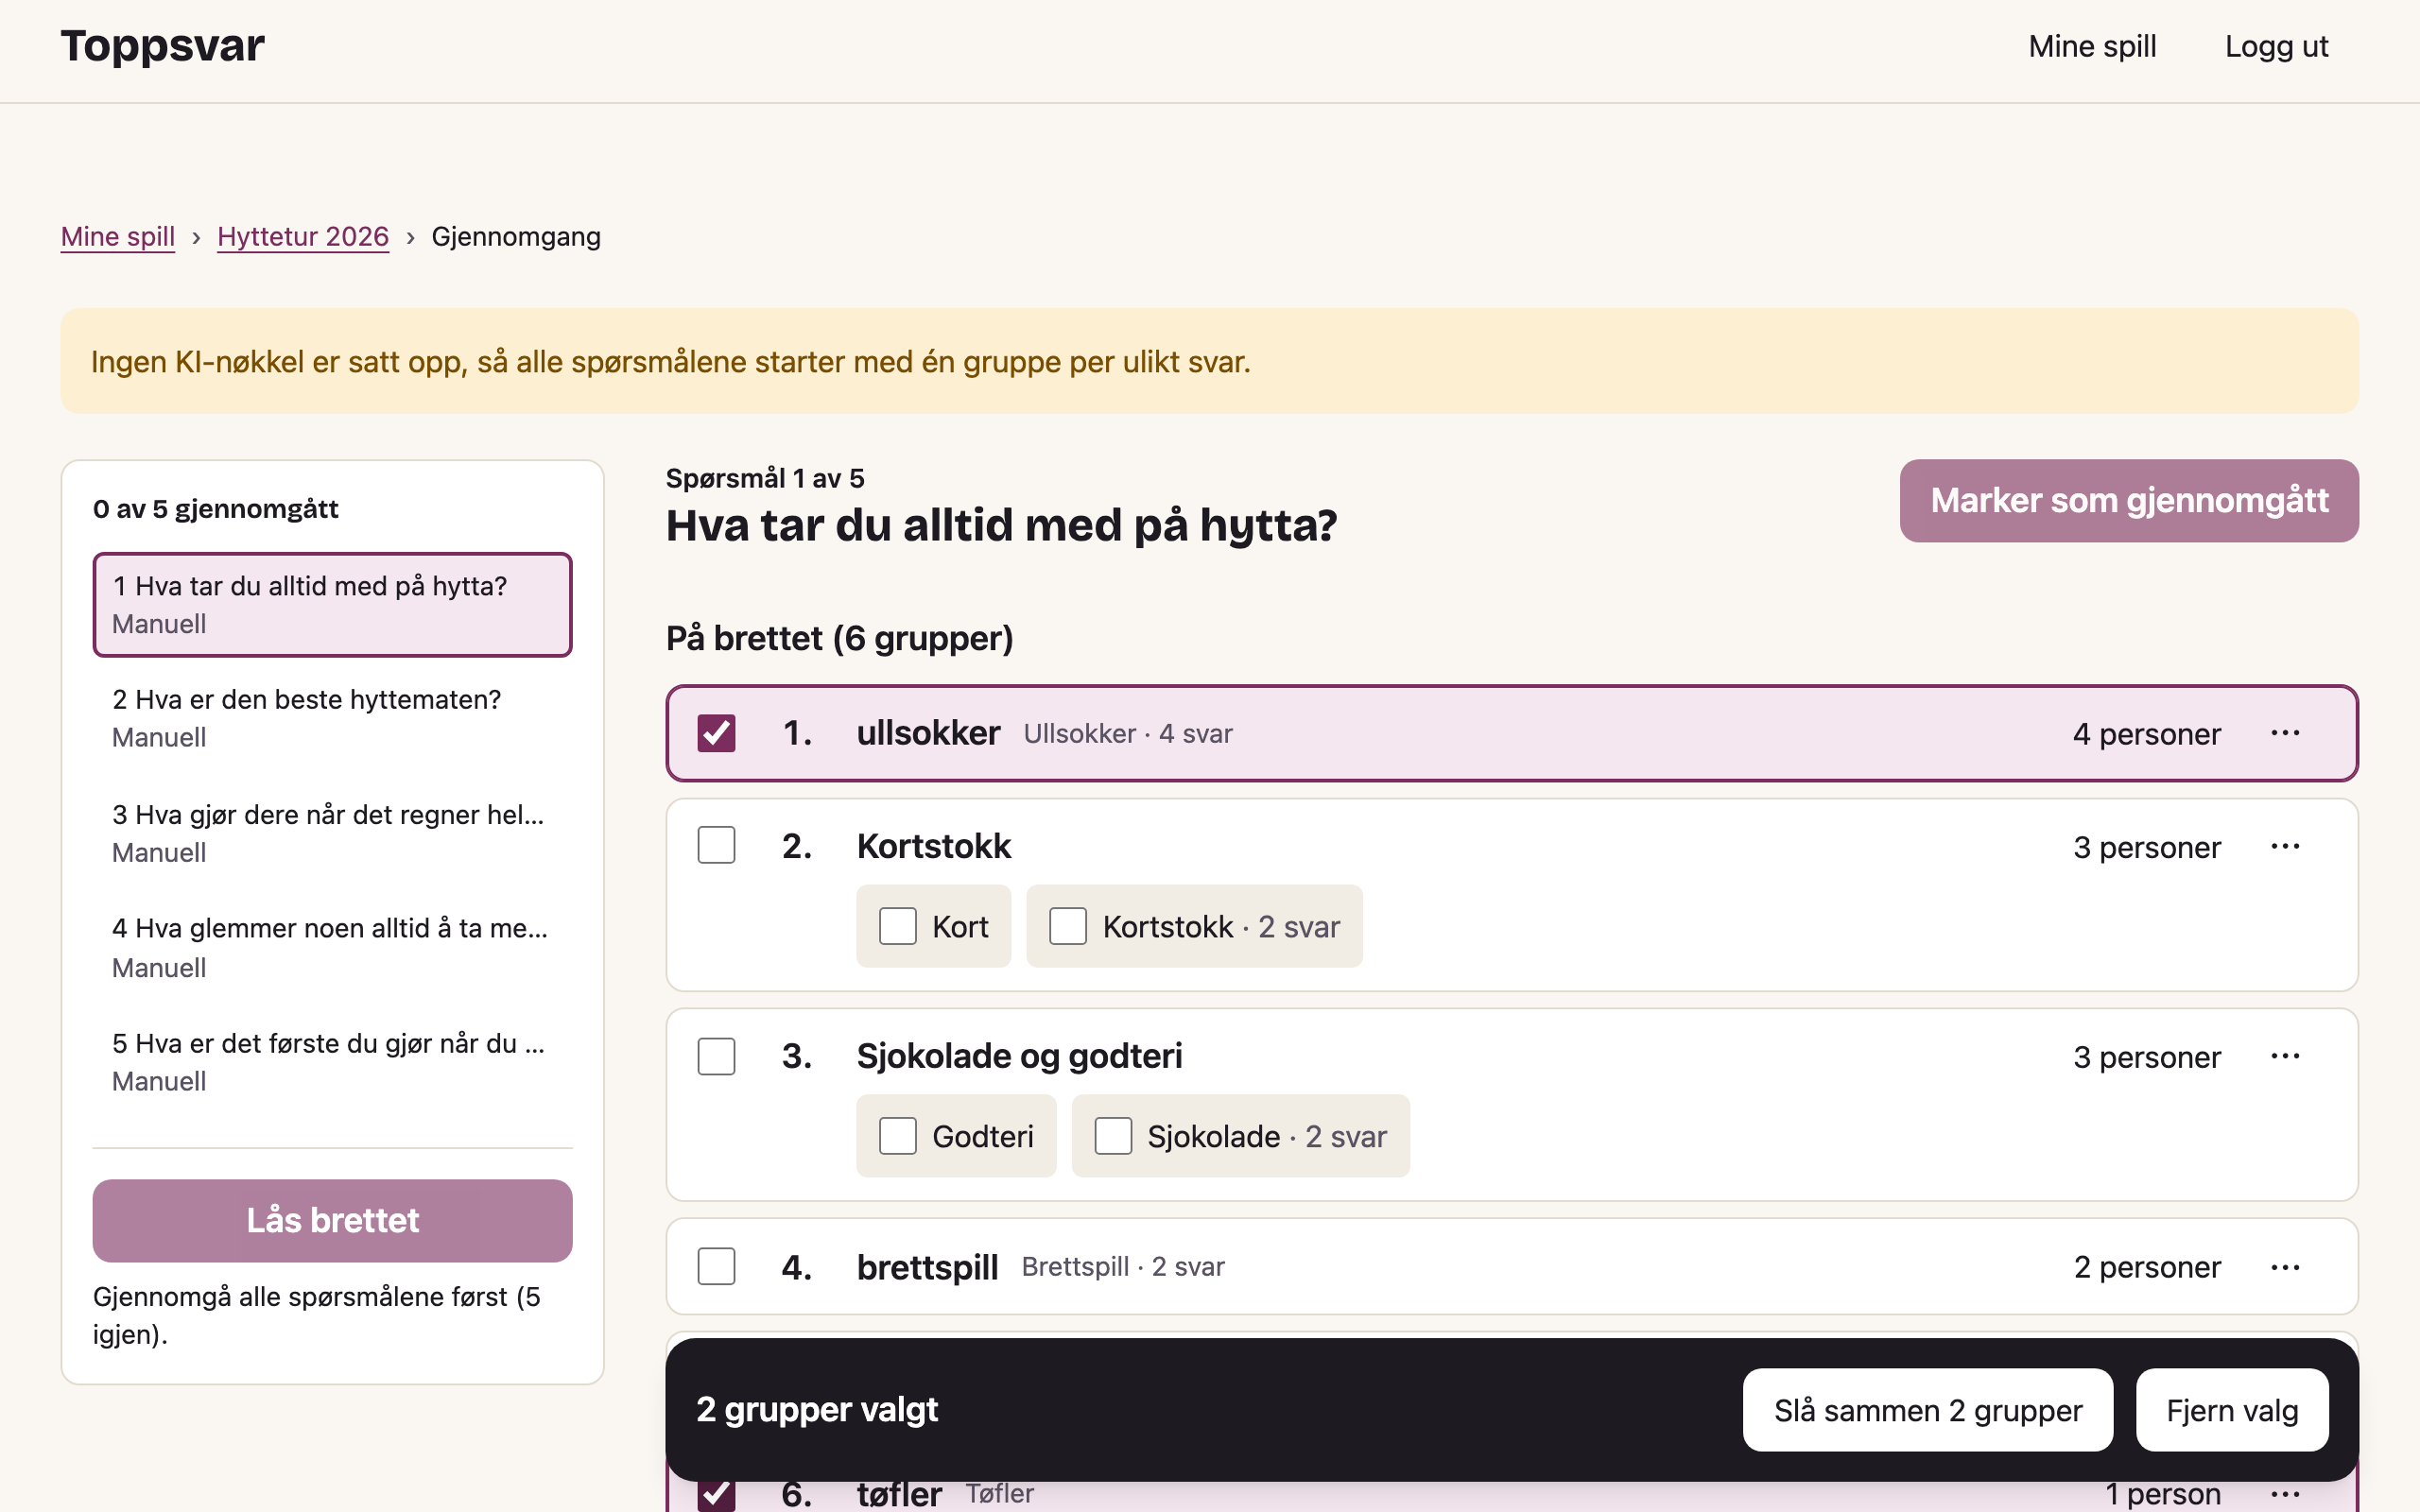 Toppsvar
Mine spill
Logg ut
Mine spill › Hyttetur 2026 › Gjennomgang
Ingen KI-nøkkel er satt opp, så alle spørsmålene starter med én gruppe per ulikt svar.
0 av 5 gjennomgått
1 Hva tar du alltid med på hytta?
Manuell
2 Hva er den beste hyttematen?
Manuell
3 Hva gjør dere når det regner hel...
Manuell
4 Hva glemmer noen alltid å ta me...
Manuell
5 Hva er det første du gjør når du ...
Manuell
Lås brettet
Gjennomgå alle spørsmålene først (5
igjen).
Spørsmål 1 av 5
Hva tar du alltid med på hytta?
Marker som gjennomgått
På brettet (6 grupper)
1. ullsokker Ullsokker · 4 svar 4 personer ...
2. Kortstokk 3 personer ...
Kort Kortstokk · 2 svar
3. Sjokolade og godteri 3 personer ...
Godteri Sjokolade · 2 svar
4. brettspill Brettspill · 2 svar 2 personer ...
2 grupper valgt
Slå sammen 2 grupper
Fjern valg
6. tøfler Tøfler 1 person ...